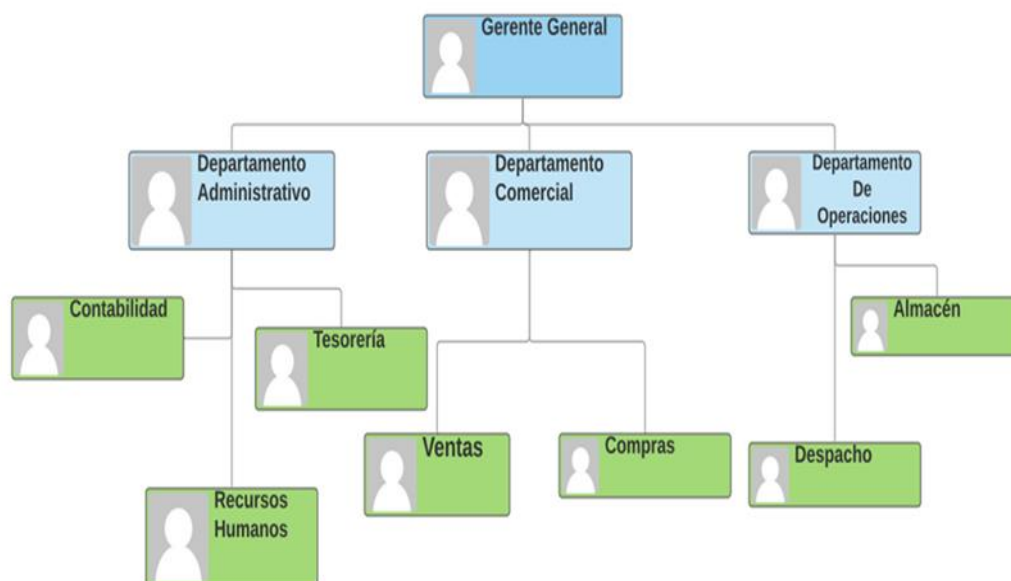 Gerente General
Departamento
Administrativo
Departamento
Comercial
Departamento
De
Operaciones
Contabilidad
Tesorería
Almacén
Ventas
Compras
Despacho
Recursos
Humanos